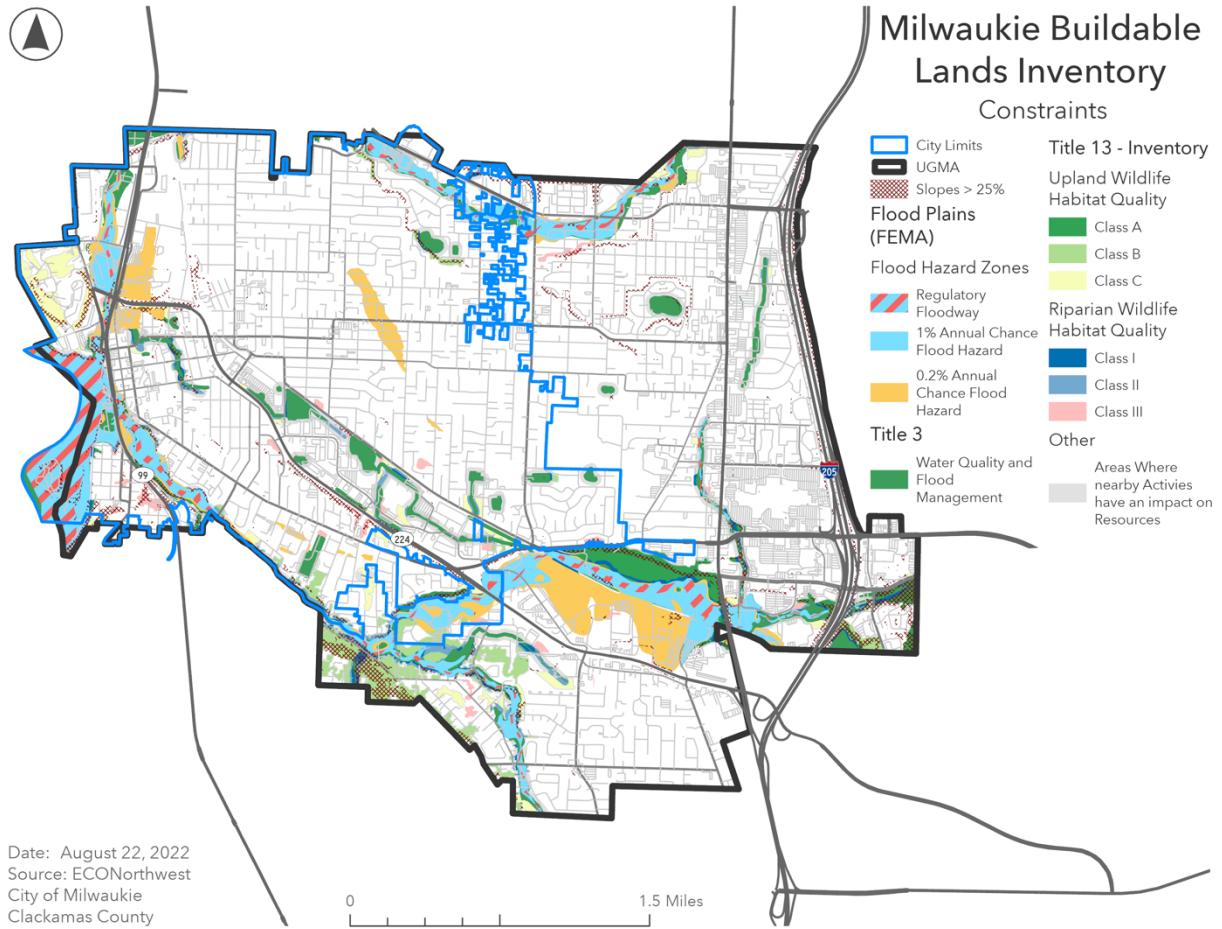 Milwaukie Buildable
Lands Inventory
Constraints
City Limits
UGMA
Slopes > 25%
Flood Plains
(FEMA)
Flood Hazard Zones
Regulatory
Floodway
1% Annual Chance
Flood Hazard
0.2% Annual
Chance Flood
Hazard
Title 3
Water Quality and
Flood
Management
Title 13 - Inventory
Upland Wildlife
Habitat Quality
Class A
Class B
Class C
Riparian Wildlife
Habitat Quality
Class I
Class II
Class III
Other
Areas Where
nearby Activies
have an impact on
Resources
205
99
224
Date: August 22, 2022
Source: ECONorthwest
City of Milwaukie
Clackamas County
0
1.5 Miles